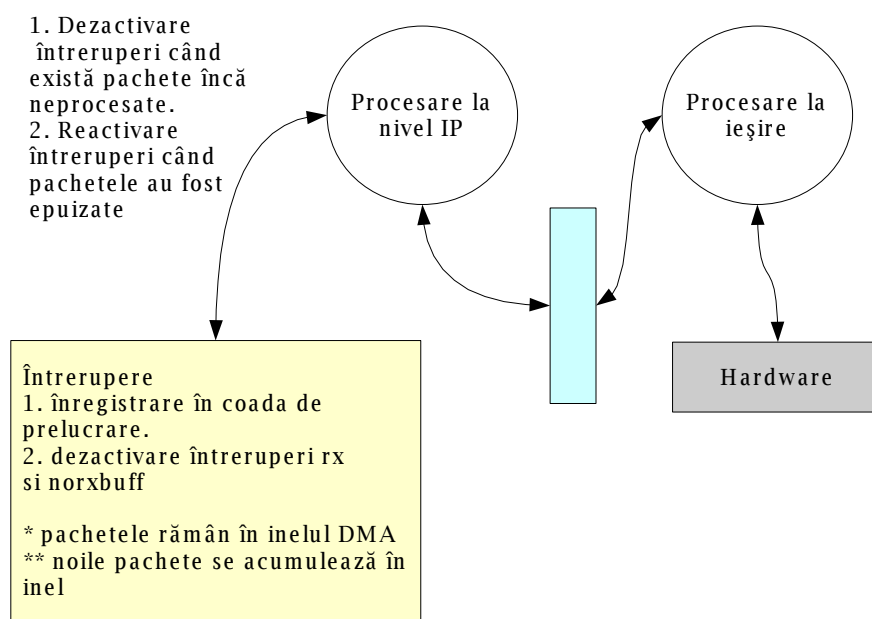 1. Dezactivare
întreruperi când
există pachete încă
neprocesate.
2. Reactivare
întreruperi când
pachetele au fost
epuizate
Procesare la
nivel IP
Procesare la
ieşire
Întrerupere
1. înregistrare în coada de
prelucrare.
2. dezactivare întreruperi rx
si norxbuff
* pachetele rămân în inelul DMA
** noile pachete se acumulează în
inel
Hardware